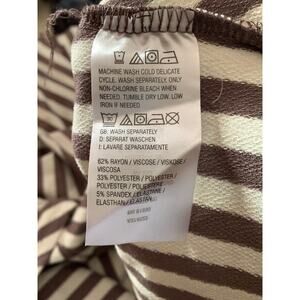 MACHINE WASH COLD DELICATE
CYCLE. WASH SEPARATELY. ONLY
NON-CHLORINE BLEACH WHEN
NEEDED. TUMBLE DRY LOW. LOW
IRON IF NEEDED
GB: WASH SEPARATELY
D: SEPARAT WASCHEN
I: LAVARE SEPARATAMENTE
62% RAYON / VISCOSE / VISKOSE /
VISCOSA
33% POLYESTER / POLYESTER /
POLYESTER / POLIESTERE
5% SPANDEX / ELASTANE /
ELASTHAN / ELASTAN